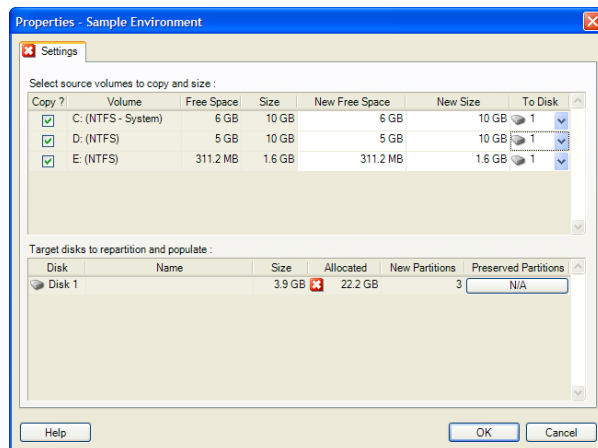 Properties - Sample Environment
Settings
Select source volumes to copy and size :
Copy ? Volume Free Space Size New Free Space New Size To Disk
C: (NTFS - System) 6 GB 10 GB 6 GB 10 GB 1
D: (NTFS) 5 GB 10 GB 5 GB 10 GB 1
E: (NTFS) 311.2 MB 1.6 GB 311.2 MB 1.6 GB 1
Target disks to repartition and populate :
Disk Name Size Allocated New Partitions Preserved Partitions
Disk 1 3.9 GB 22.2 GB 3 N/A
Help OK Cancel